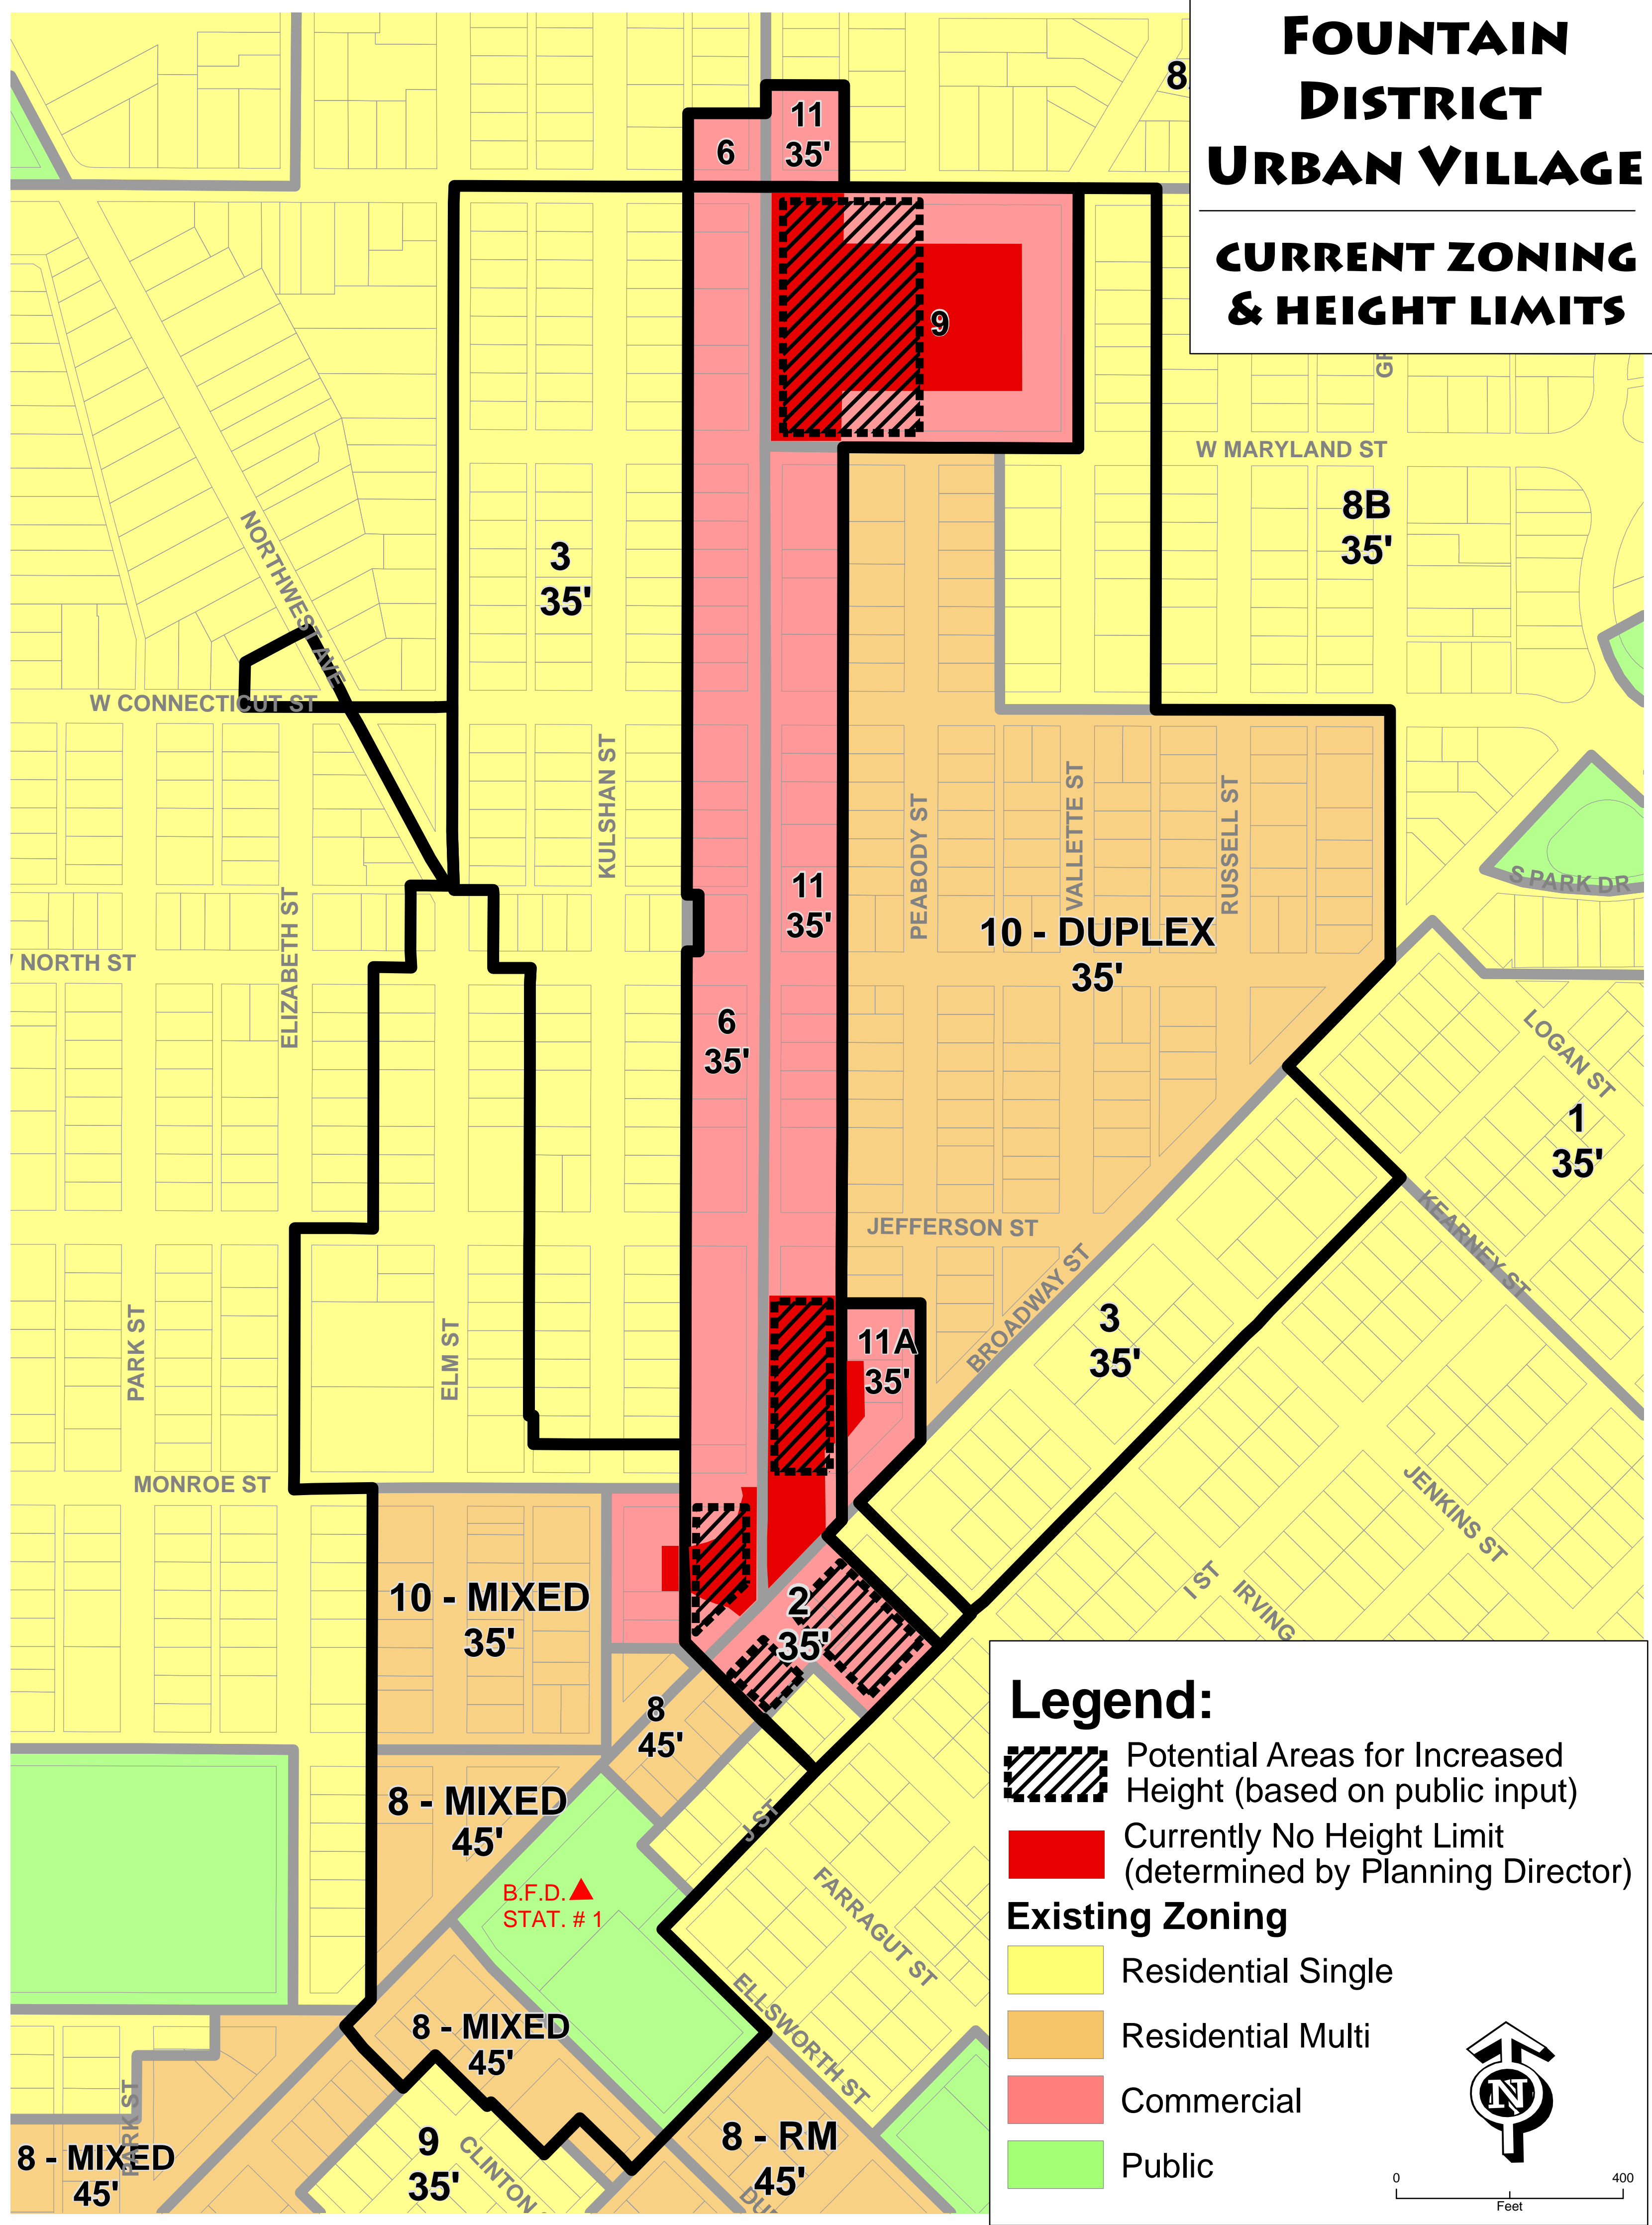 FOUNTAIN
DISTRICT
URBAN VILLAGE
CURRENT ZONING
& HEIGHT LIMITS
8
11
35'
6
9
W MARYLAND ST
8B
35'
3
35'
NORTHWEST AVE
W CONNECTICUT ST
KULSHAN ST
PEABODY ST
VALLETTE ST
RUSSELL ST
S PARK DR
11
35'
10 - DUPLEX
35'
NORTH ST
ELIZABETH ST
6
35'
LOGAN ST
1
35'
KEARNEY ST
JEFFERSON ST
BROADWAY ST
3
35'
11A
35'
PARK ST
ELM ST
MONROE ST
JENKINS ST
I ST
IRVING
10 - MIXED
35'
2
35'
8
45'
8 - MIXED
45'
J ST
B.F.D.
STAT. # 1
FARRAGUT ST
ELLSWORTH ST
8 - MIXED
45'
PARK ST
8 - MIXED
45'
9
35'
CLINTON
8 - RM
45'
Legend:
Potential Areas for Increased
Height (based on public input)
Currently No Height Limit
(determined by Planning Director)
Existing Zoning
Residential Single
Residential Multi
Commercial
Public
N
0 400
Feet